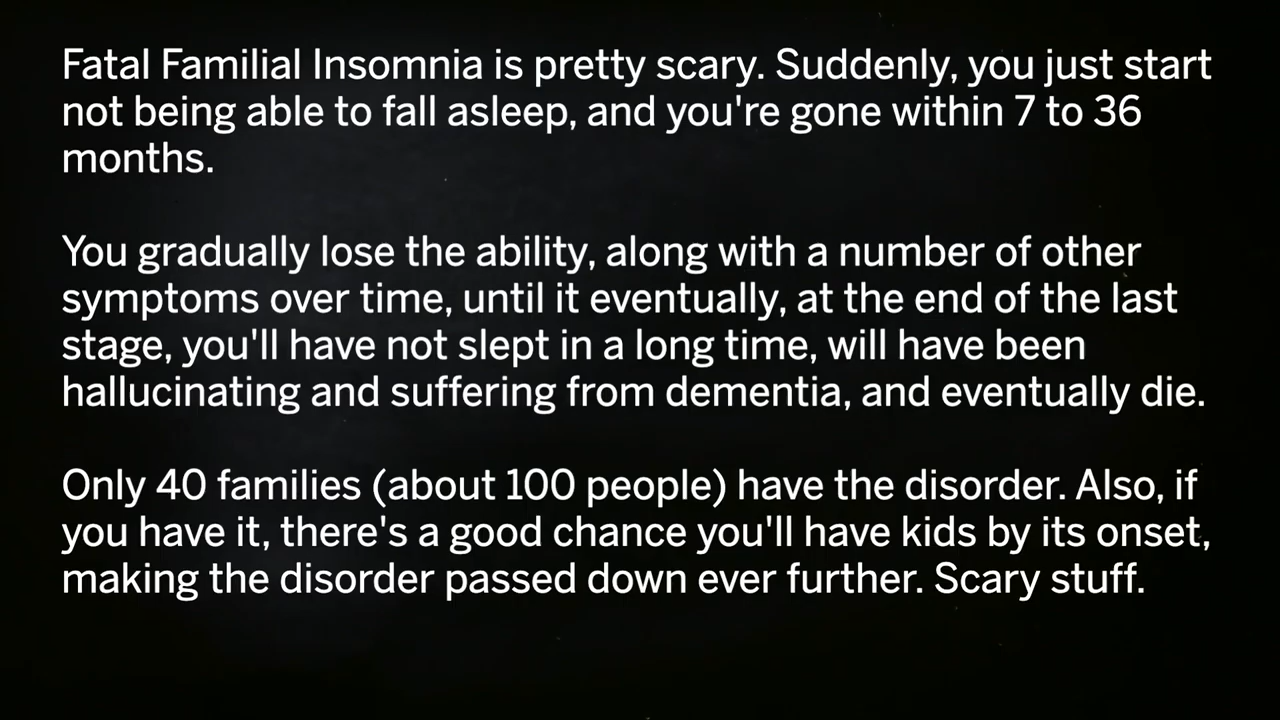 Fatal Familial Insomnia is pretty scary. Suddenly, you just start
not being able to fall asleep, and you're gone within 7 to 36
months.
You gradually lose the ability, along with a number of other
symptoms over time, until it eventually, at the end of the last
stage, you'll have not slept in a long time, will have been
hallucinating and suffering from dementia, and eventually die.
Only 40 families (about 100 people) have the disorder. Also, if
you have it, there's a good chance you'll have kids by its onset,
making the disorder passed down ever further. Scary stuff.